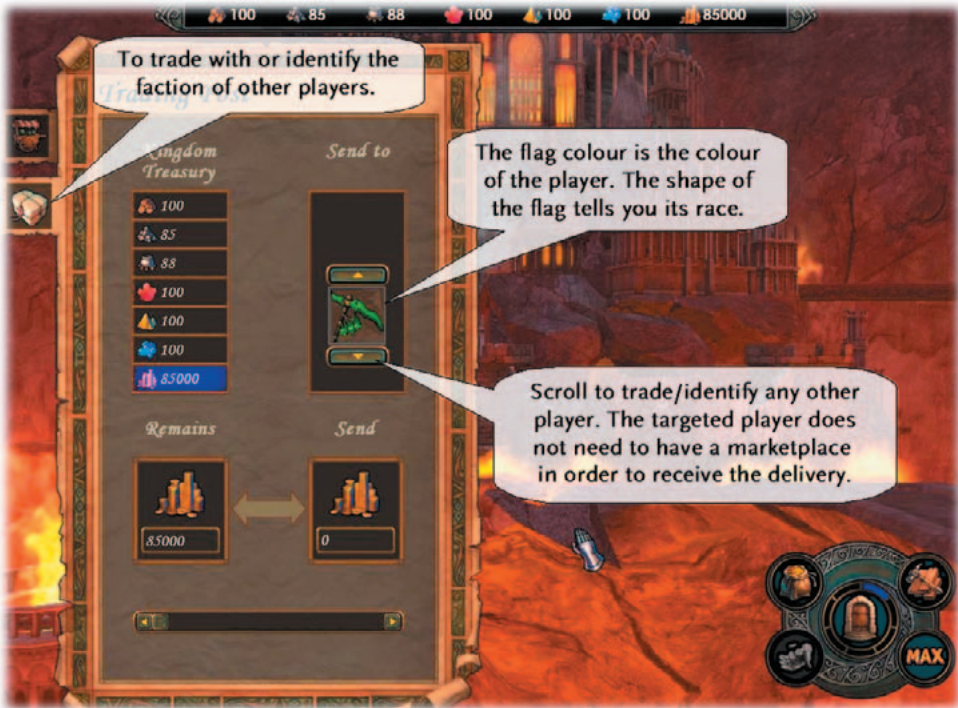 100 85 88 100 100 100 85000
To trade with or identify the
faction of other players.
Trading Post
Kingdom
Treasury
Send to
100
85
88
100
100
100
85000
The flag colour is the colour
of the player. The shape of
the flag tells you its race.
Scroll to trade/identify any other
player. The targeted player does
not need to have a marketplace
in order to receive the delivery.
Remains
Send
85000
0
MAX